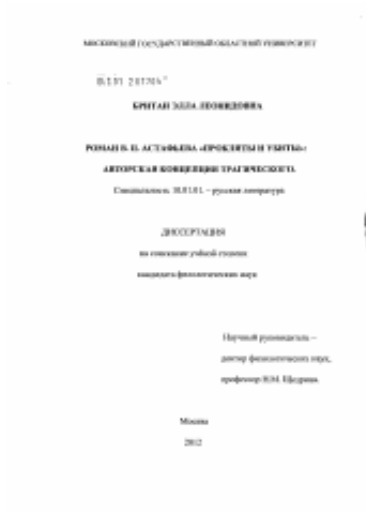 МОСКОВСКИЙ ГОСУДАРСТВЕННЫЙ ОБЛАСТНОЙ УНИВЕРСИТЕТ
БРИТАН ЭЛЛА ЛЕОНИДОВНА
РОМАН В. П. АСТАФЬЕВА «ПРОКЛЯТЫ И УБИТЫ»:
АВТОРСКАЯ КОНЦЕПЦИЯ ТРАГИЧЕСКОГО.
Специальность 10.01.01. – русская литература
ДИССЕРТАЦИЯ
на соискание учёной степени
кандидата филологических наук
Научный руководитель –
доктор филологических наук,
профессор
Москва
2012